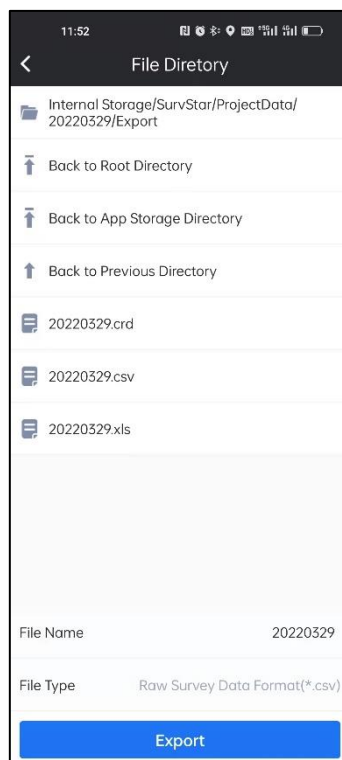 11:52
File Diretory
Internal Storage/SurvStar/ProjectData/
20220329/Export
Back to Root Directory
Back to App Storage Directory
Back to Previous Directory
20220329.crd
20220329.csv
20220329.xls
File Name 20220329
File Type Raw Survey Data Format(*.csv)
Export